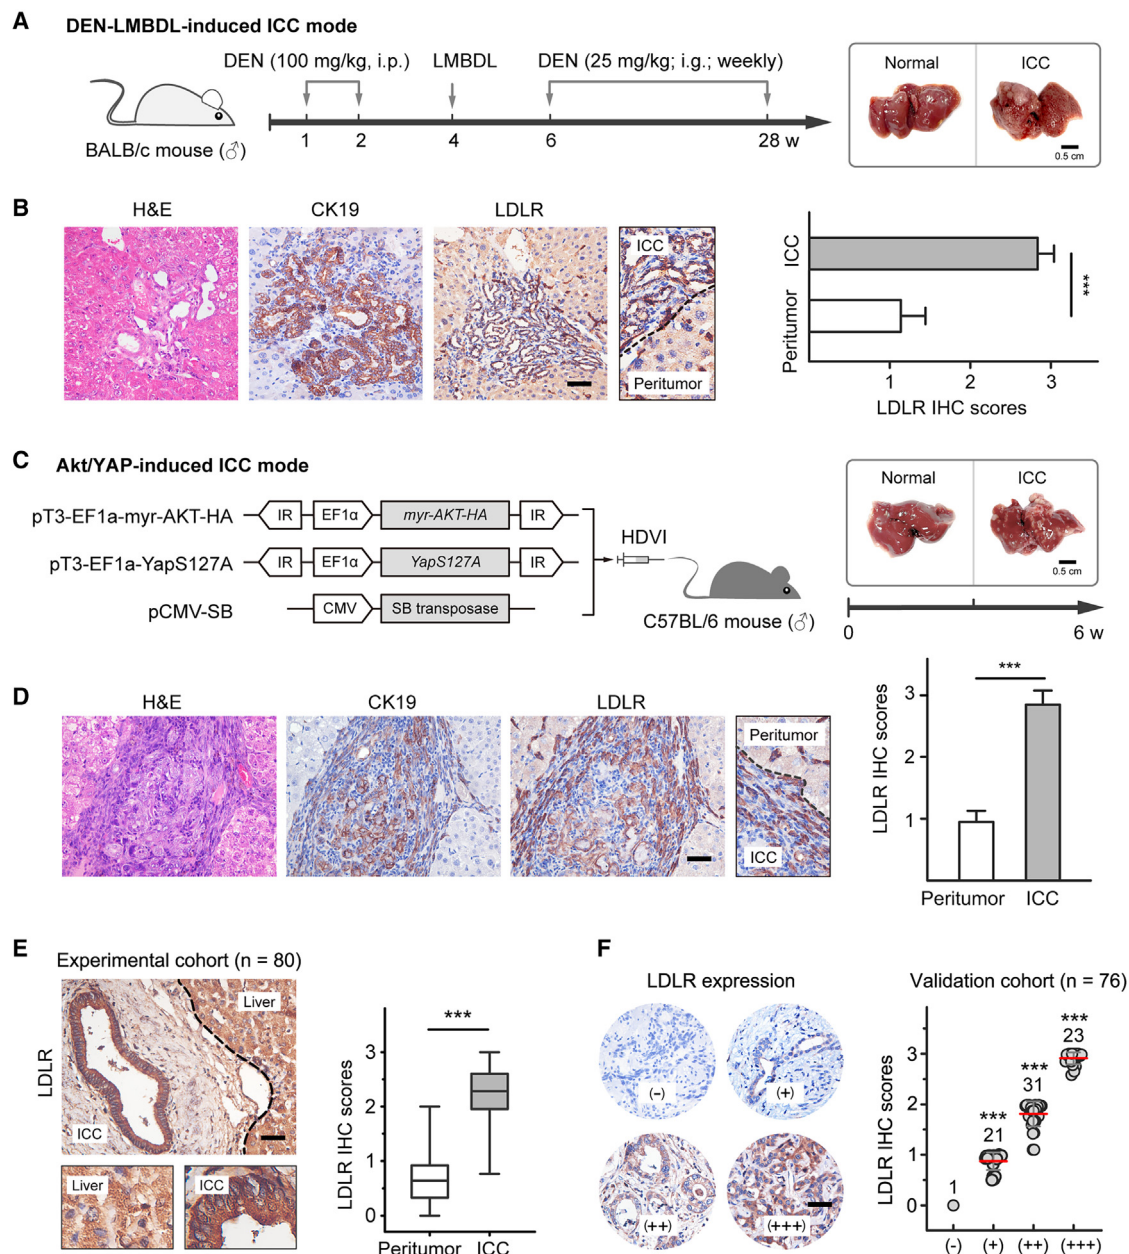 A DEN-LMBDL-induced ICC mode
DEN (100 mg/kg, i.p.) LMBDL DEN (25 mg/kg; i.g.; weekly)
BALB/c mouse (♂)
1 2 4 6 28 w
Normal ICC
0.5 cm
B H&E CK19 LDLR
ICC
Peritumor
ICC
Peritumor
***
1 2 3
LDLR IHC scores
C Akt/YAP-induced ICC mode
pT3-EF1a-myr-AKT-HA IR EF1α myr-AKT-HA IR
pT3-EF1a-YapS127A IR EF1α YapS127A IR
pCMV-SB CMV SB transposase
HDVI
C57BL/6 mouse (♂)
Normal ICC
0.5 cm
0 6 w
D H&E CK19 LDLR
Peritumor
ICC
LDLR IHC scores
***
3
2
1
Peritumor ICC
E Experimental cohort (n = 80)
LDLR
Liver
ICC
Liver
ICC
LDLR IHC scores
***
3
2
1
0
Peritumor ICC
F LDLR expression
(-) (+)
(++) (+++)
Validation cohort (n = 76)
LDLR IHC scores
3
2
1
0
1
***
21
***
31
***
23
(-) (+) (++) (+++)